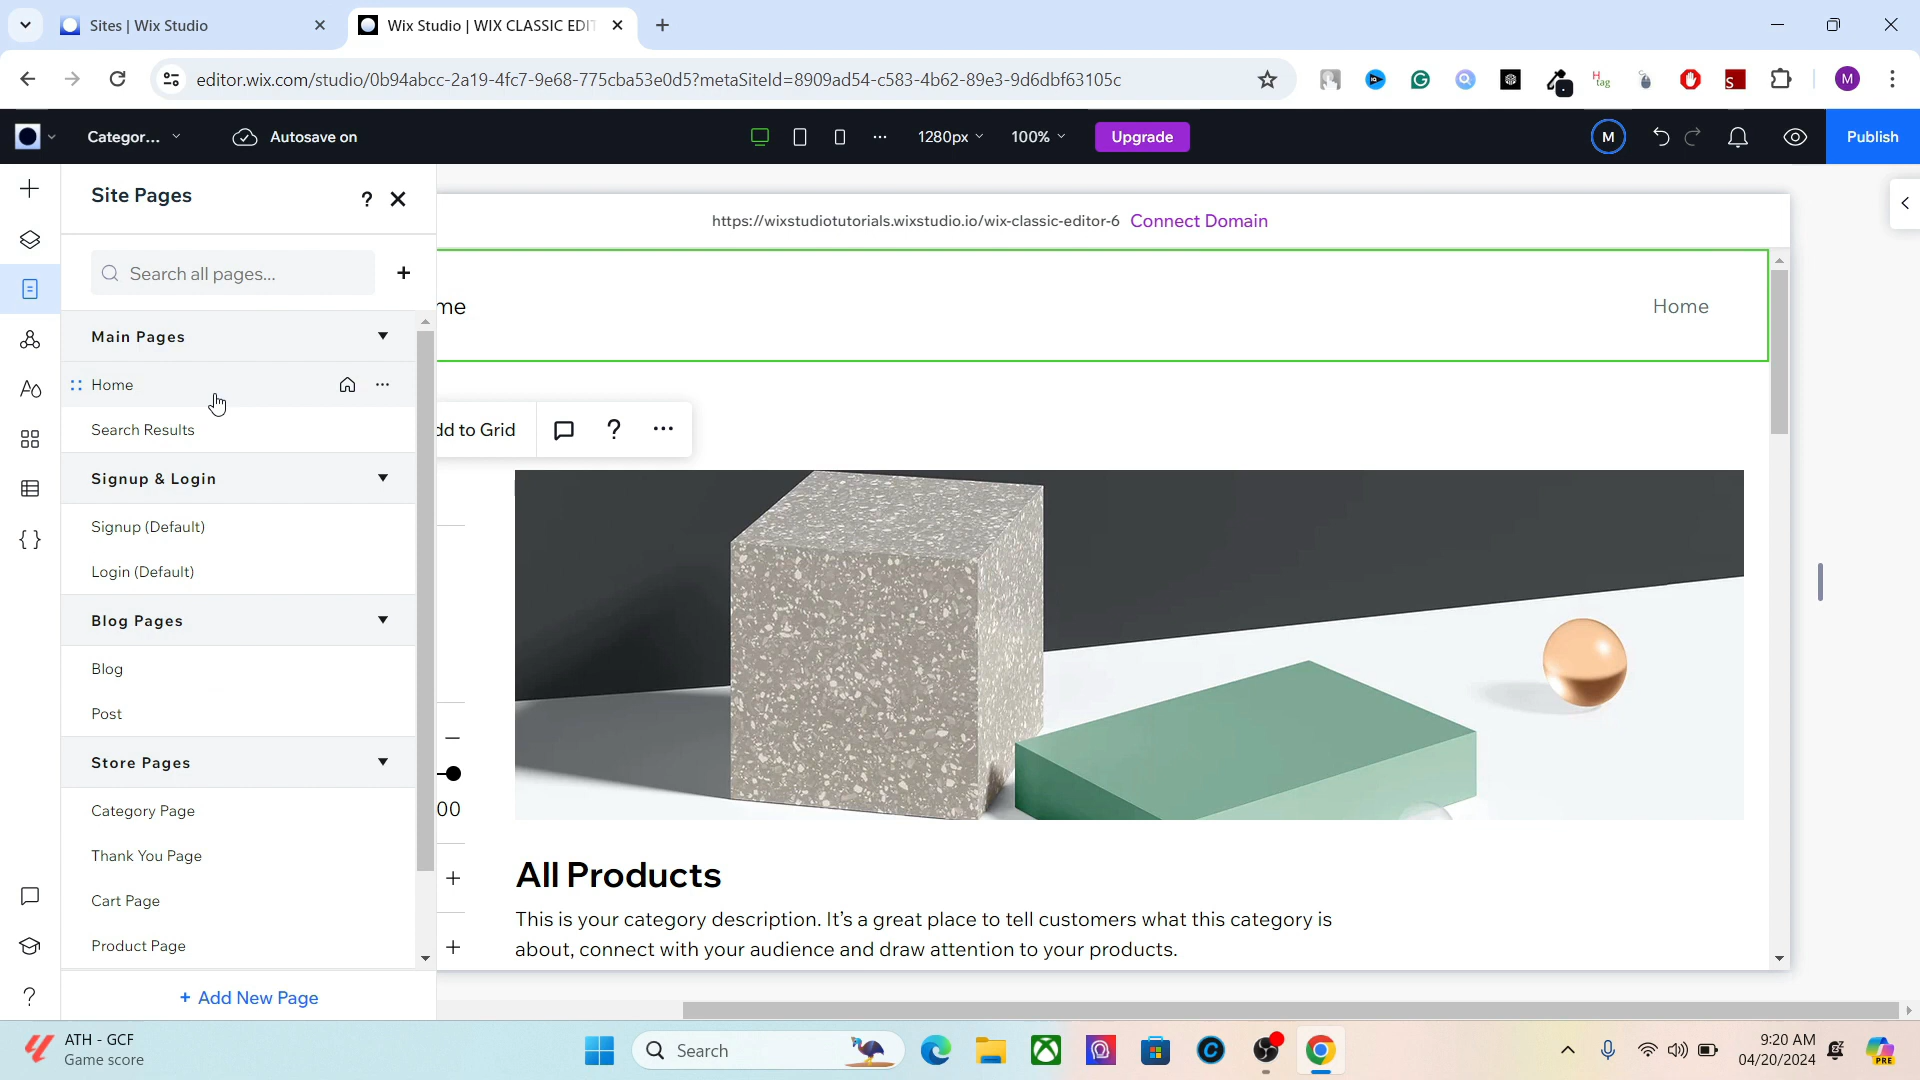 Sites | Wix Studio
Wix Studio | WIX CLASSIC EDIT
editor.wix.com/studio/0b94abcc-2a19-4fc7-9e68-775cba53e0d5?metaSiteId=8909ad54-c583-4b62-89e3-9d6dbf63105c
H
tag
M
Categor...
Autosave on
1280px
100%
Upgrade
M
Publish
Site Pages
?
Search all pages...
Main Pages
Home
Search Results
Signup & Login
Signup (Default)
Login (Default)
Blog Pages
Blog
Post
Store Pages
Category Page
Thank You Page
Cart Page
Product Page
+ Add New Page
https://wixstudiotutorials.wixstudio.io/wix-classic-editor-6 Connect Domain
me
Home
dd to Grid
?
00
All Products
This is your category description. It's a great place to tell customers what this category is
about, connect with your audience and draw attention to your products.
ATH - GCF
Game score
Search
9:20 AM
04/20/2024
PRE